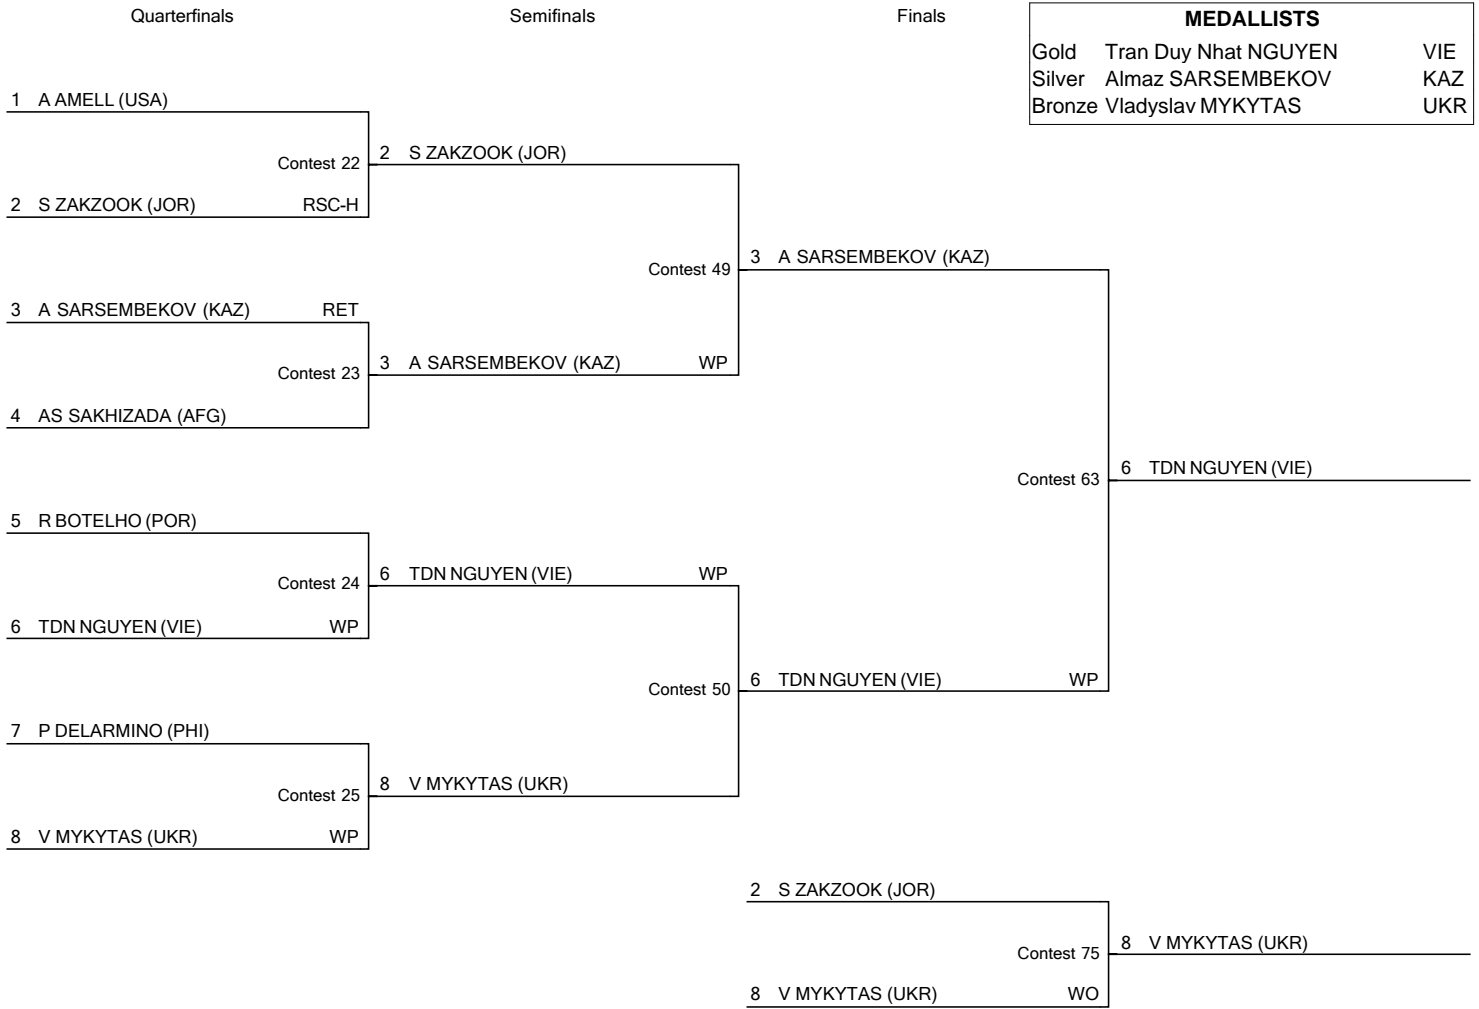 Quarterfinals Semifinals Finals
MEDALLISTS
Gold Tran Duy Nhat NGUYEN VIE
Silver Almaz SARSEMBEKOV KAZ
Bronze Vladyslav MYKYTAS UKR
1 A AMELL (USA)
Contest 22
2 S ZAKZOOK (JOR)
2 S ZAKZOOK (JOR) RSC-H
Contest 49
3 A SARSEMBEKOV (KAZ)
3 A SARSEMBEKOV (KAZ) RET
Contest 23
3 A SARSEMBEKOV (KAZ) WP
4 AS SAKHIZADA (AFG)
Contest 63
6 TDN NGUYEN (VIE)
5 R BOTELHO (POR)
Contest 24
6 TDN NGUYEN (VIE) WP
6 TDN NGUYEN (VIE) WP
Contest 50
6 TDN NGUYEN (VIE) WP
7 P DELARMINO (PHI)
Contest 25
8 V MYKYTAS (UKR)
8 V MYKYTAS (UKR) WP
2 S ZAKZOOK (JOR)
Contest 75
8 V MYKYTAS (UKR)
8 V MYKYTAS (UKR) WO